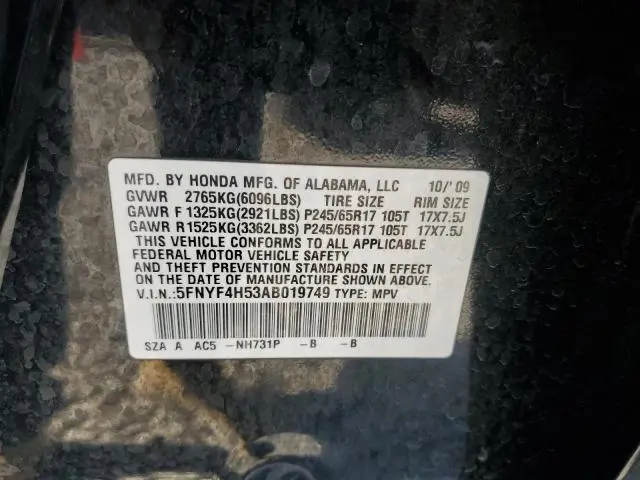 MFD. BY HONDA MFG. OF ALABAMA, LLC 10/'09
GVWR 2765KG(6096LBS) TIRE SIZE RIM SIZE
GAWR F 1325KG(2921LBS) P245/65R17 105T 17X7.5J
GAWR R 1525KG(3362LBS) P245/65R17 105T 17X7.5J
THIS VEHICLE CONFORMS TO ALL APPLICABLE
FEDERAL MOTOR VEHICLE SAFETY
AND THEFT PREVENTION STANDARDS IN EFFECT
ON THE DATE OF MANUFACTURE SHOWN ABOVE.
V.I.N.:5FNYF4H53AB019749 TYPE: MPV
SZA A AC5 -NH731P -B -B